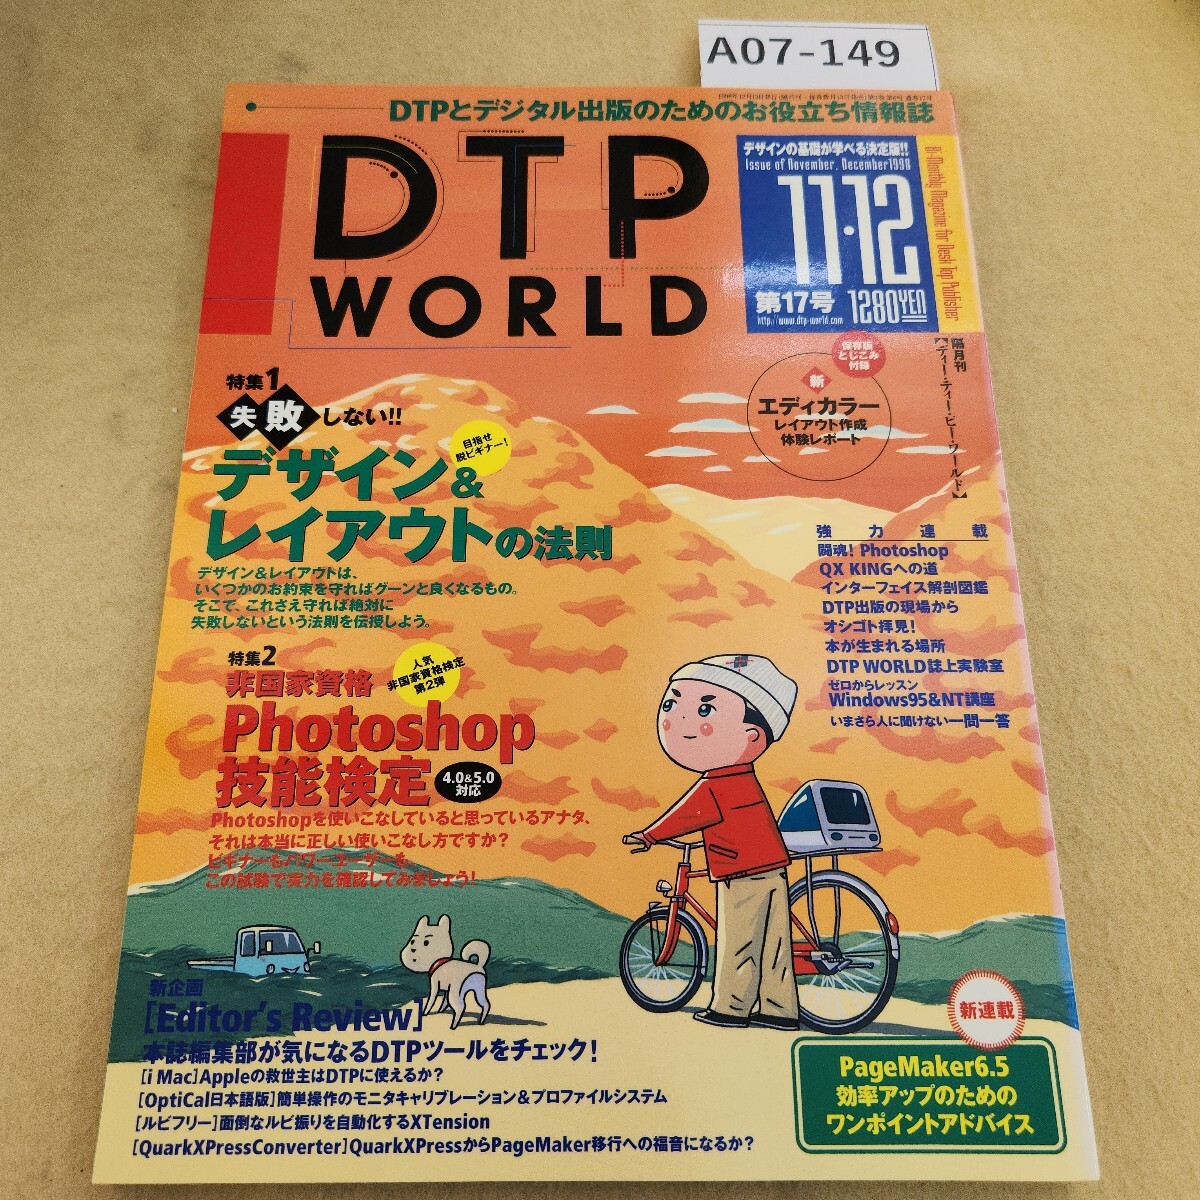 A07-149
DTPとデジタル出版のためのお役立ち情報誌
DTP
WORLD
デザインの基礎が学べる決定版!!
Issue of November, December 1998
11・12
第17号
1280YEN
http://www.dtp-world.com
Bi-Monthly Magazine for Desk Top Publisher
隔月刊
【ディー・ティー・ピー・ワールド】
保存版
とじこみ
付録
新
エディカラー
レイアウト作成
体験レポート
特集1
失敗しない!!
目指せ
脱ビギナー!
デザイン&
レイアウトの法則
デザイン&レイアウトは、
いくつかのお約束を守ればグーンと良くなるもの。
そこで、これさえ守れば絶対に
失敗しないという法則を伝授しよう。
強力連載
闘魂! Photoshop
QX KINGへの道
インターフェイス解剖図鑑
DTP出版の現場から
オシゴト拝見!
本が生まれる場所
DTP WORLD誌上実験室
ゼロからレッスン
Windows95&NT講座
いまさら人に聞けない一問一答
特集2
非国家資格
人気
非国家資格検定
第2弾
Photoshop
技能検定
4.0&5.0
対応
Photoshopを使いこなしていると思っているアナタ、
それは本当に正しい使いこなし方ですか?
ビギナーもパワーユーザーも、
この試験で実力を確認してみましょう!
新企画
[Editor's Review]
本誌編集部が気になるDTPツールをチェック!
[i Mac]Appleの救世主はDTPに使えるか?
[OptiCal日本語版]簡単操作のモニタキャリブレーション&プロファイルシステム
[ルビフリー]面倒なルビ振りを自動化するXTension
[QuarkXPressConverter]QuarkXPressからPageMaker移行への福音になるか?
新連載
PageMaker6.5
効率アップのための
ワンポイントアドバイス